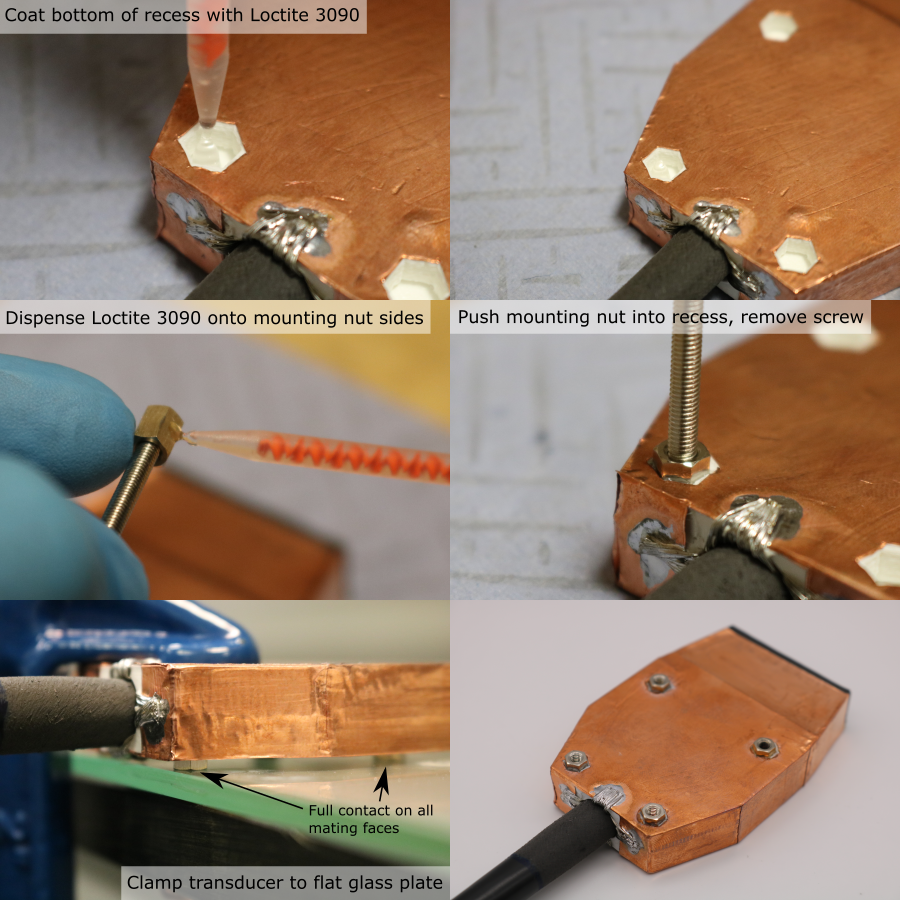 Coat bottom of recess with Loctite 3090
Dispense Loctite 3090 onto mounting nut sides
Push mounting nut into recess, remove screw
Full contact on all
mating faces
Clamp transducer to flat glass plate